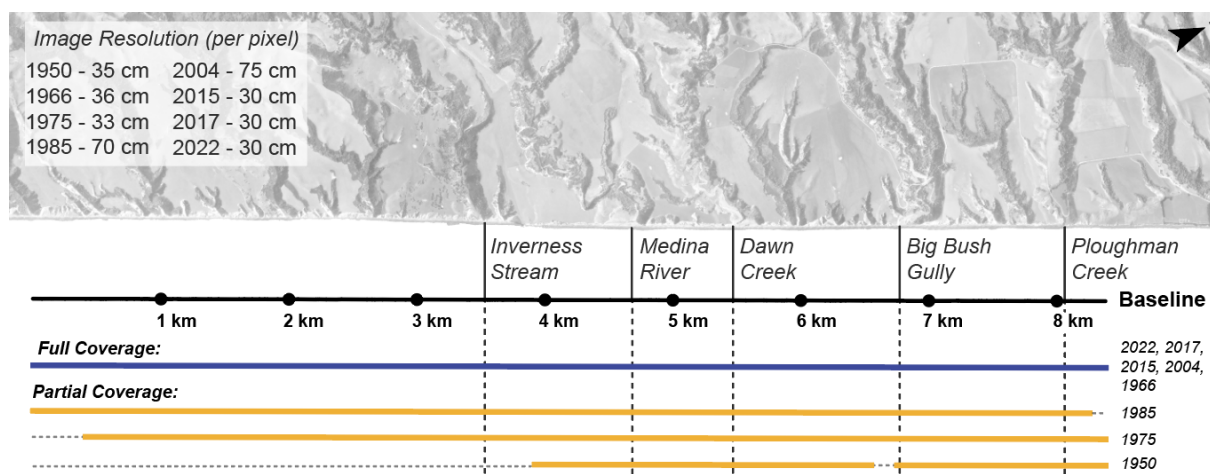 Image Resolution (per pixel)
1950 - 35 cm 2004 - 75 cm
1966 - 36 cm 2015 - 30 cm
1975 - 33 cm 2017 - 30 cm
1985 - 70 cm 2022 - 30 cm
Inverness
Stream
Medina
River
Dawn
Creek
Big Bush
Gully
Ploughman
Creek
Baseline
1 km 2 km 3 km 4 km 5 km 6 km 7 km 8 km
Full Coverage:
2022, 2017,
2015, 2004,
1966
Partial Coverage:
1985
1975
1950